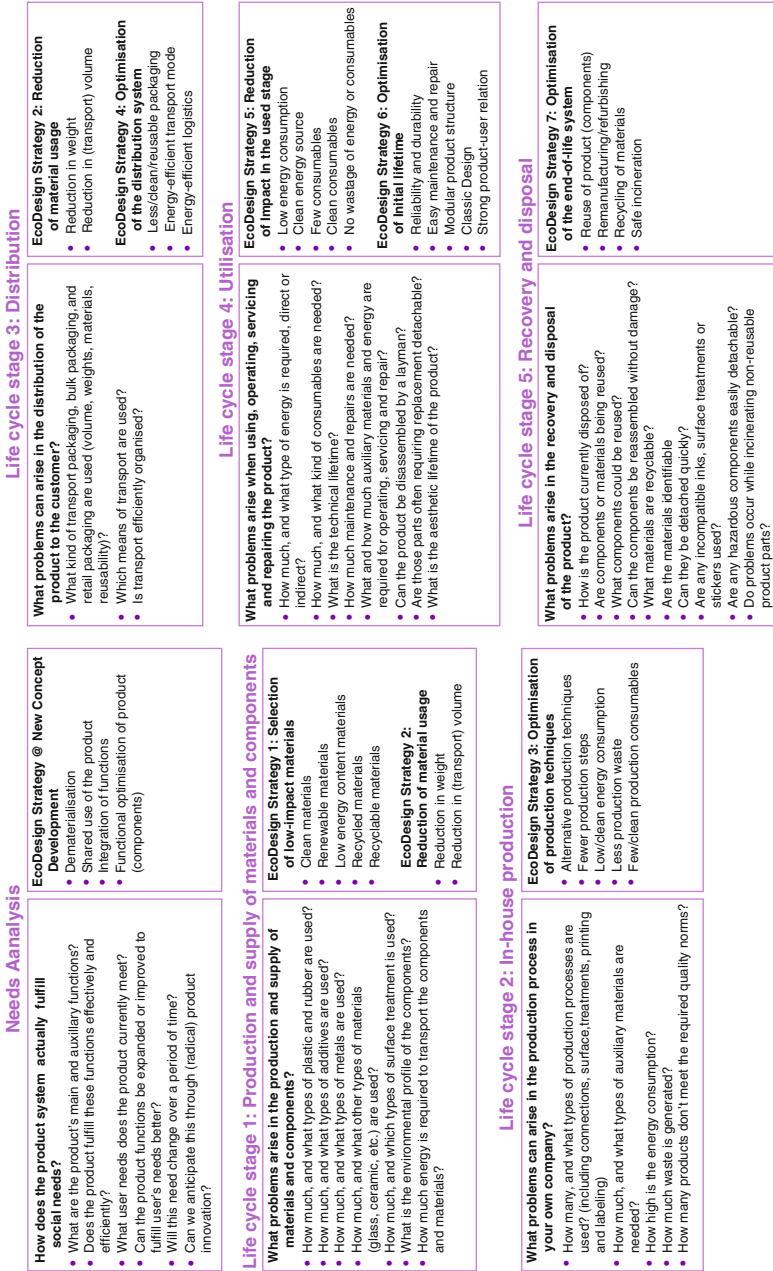 Needs Aanalysis
How does the product system actually fulfill
social needs?
• What are the product's main and auxillary functions?
• Does the product fulfill these functions effectively and
efficiently?
• What user needs does the product currently meet?
• Can the product functions be expanded or improved to
fulfill user's needs better?
• Will this need change over a period of time?
• Can we anticipate this through (radical) product
innovation?
EcoDesign Strategy @ New Concept
Development
• Dematerialisation
• Shared use of the product
• Integration of functions
• Functional optimisation of product
(components)
Life cycle stage 1: Production and supply of materials and components
What problems arise in the production and supply of
materials and components?
• How much, and what types of plastic and rubber are used?
• How much, and what types of additives are used?
• How much, and what types of metals are used?
• How much, and what other types of materials
(glass, ceramic, etc.) are used?
• How much, and which types of surface treatment is used?
• What is the environmental profile of the components?
• How much energy is required to transport the components
and materials?
EcoDesign Strategy 1: Selection
of low-impact materials
• Clean materials
• Renewable materials
• Low energy content materials
• Recycled materials
• Recyclable materials
EcoDesign Strategy 2:
Reduction of material usage
• Reduction in weight
• Reduction in (transport) volume
Life cycle stage 2: In-house production
What problems can arise in the production process in
your own company?
• How many, and what types of production processes are
used? (including connections, surface,treatments, printing
and labeling)
• How much, and what types of auxiliary materials are
needed?
• How high is the energy consumption?
• How much waste is generated?
• How many products don't meet the required quality norms?
EcoDesign Strategy 3: Optimisation
of production techniques
• Alternative production techniques
• Fewer production steps
• Low/clean energy consumption
• Less production waste
• Few/clean production consumables
Life cycle stage 3: Distribution
What problems can arise in the distribution of the
product to the customer?
• What kind of transport packaging, bulk packaging, and
retail packaging are used (volume, weights, materials,
reusability)?
• Which means of transport are used?
• Is transport efficiently organised?
EcoDesign Strategy 2: Reduction
of material usage
• Reduction in weight
• Reduction in (transport) volume
EcoDesign Strategy 4: Optimisation
of the distribution system
• Less/clean/reusable packaging
• Energy-efficient transport mode
• Energy-efficient logistics
Life cycle stage 4: Utilisation
What problems arise when using, operating, servicing
and repairing the product?
• How much, and what type of energy is required, direct or
indirect?
• How much, and what kind of consumables are needed?
• What is the technical lifetime?
• How much maintenance and repairs are needed?
• What and how much auxiliary materials and energy are
required for operating, servicing and repair?
• Can the product be disassembled by a layman?
• Are those parts often requiring replacement detachable?
• What is the aesthetic lifetime of the product?
EcoDesign Strategy 5: Reduction
of Impact In the used stage
• Low energy consumption
• Clean energy source
• Few consumables
• Clean consumables
• No wastage of energy or consumables
EcoDesign Strategy 6: Optimisation
of Initial lifetime
• Reliability and durability
• Easy maintenance and repair
• Modular product structure
• Classic Design
• Strong product-user relation
Life cycle stage 5: Recovery and disposal
What problems arise in the recovery and disposal
of the product?
• How is the product currently disposed of?
• Are components or materials being reused?
• What components could be reused?
• Can the components be reassembled without damage?
• What materials are recyclable?
• Are the materials identifiable
• Can they be detached quickly?
• Are any incompatible inks, surface treatments or
stickers used?
• Are any hazardous components easily detachable?
• Do problems occur while incinerating non-reusable
product parts?
EcoDesign Strategy 7: Optimisation
of the end-of-life system
• Reuse of product (components)
• Remanufacturing/refurbishing
• Recycling of materials
• Safe incineration